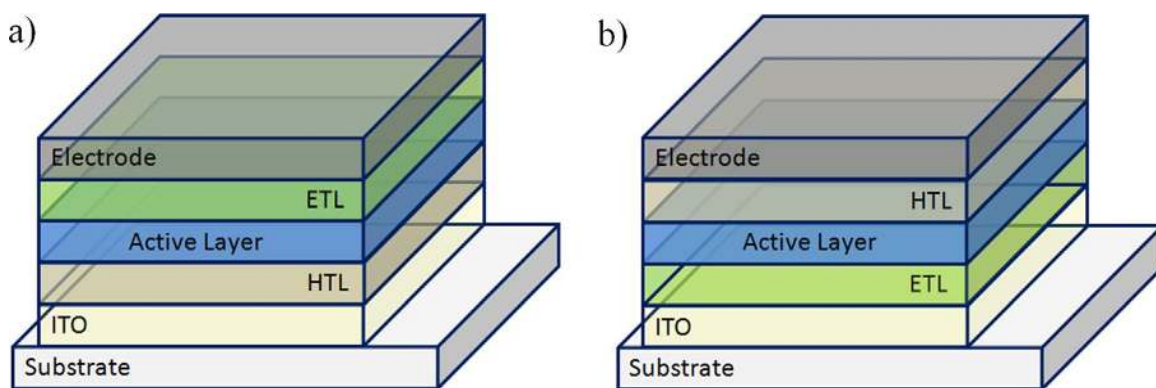 a)
Electrode
ETL
Active Layer
HTL
ITO
Substrate
b)
Electrode
HTL
Active Layer
ETL
ITO
Substrate